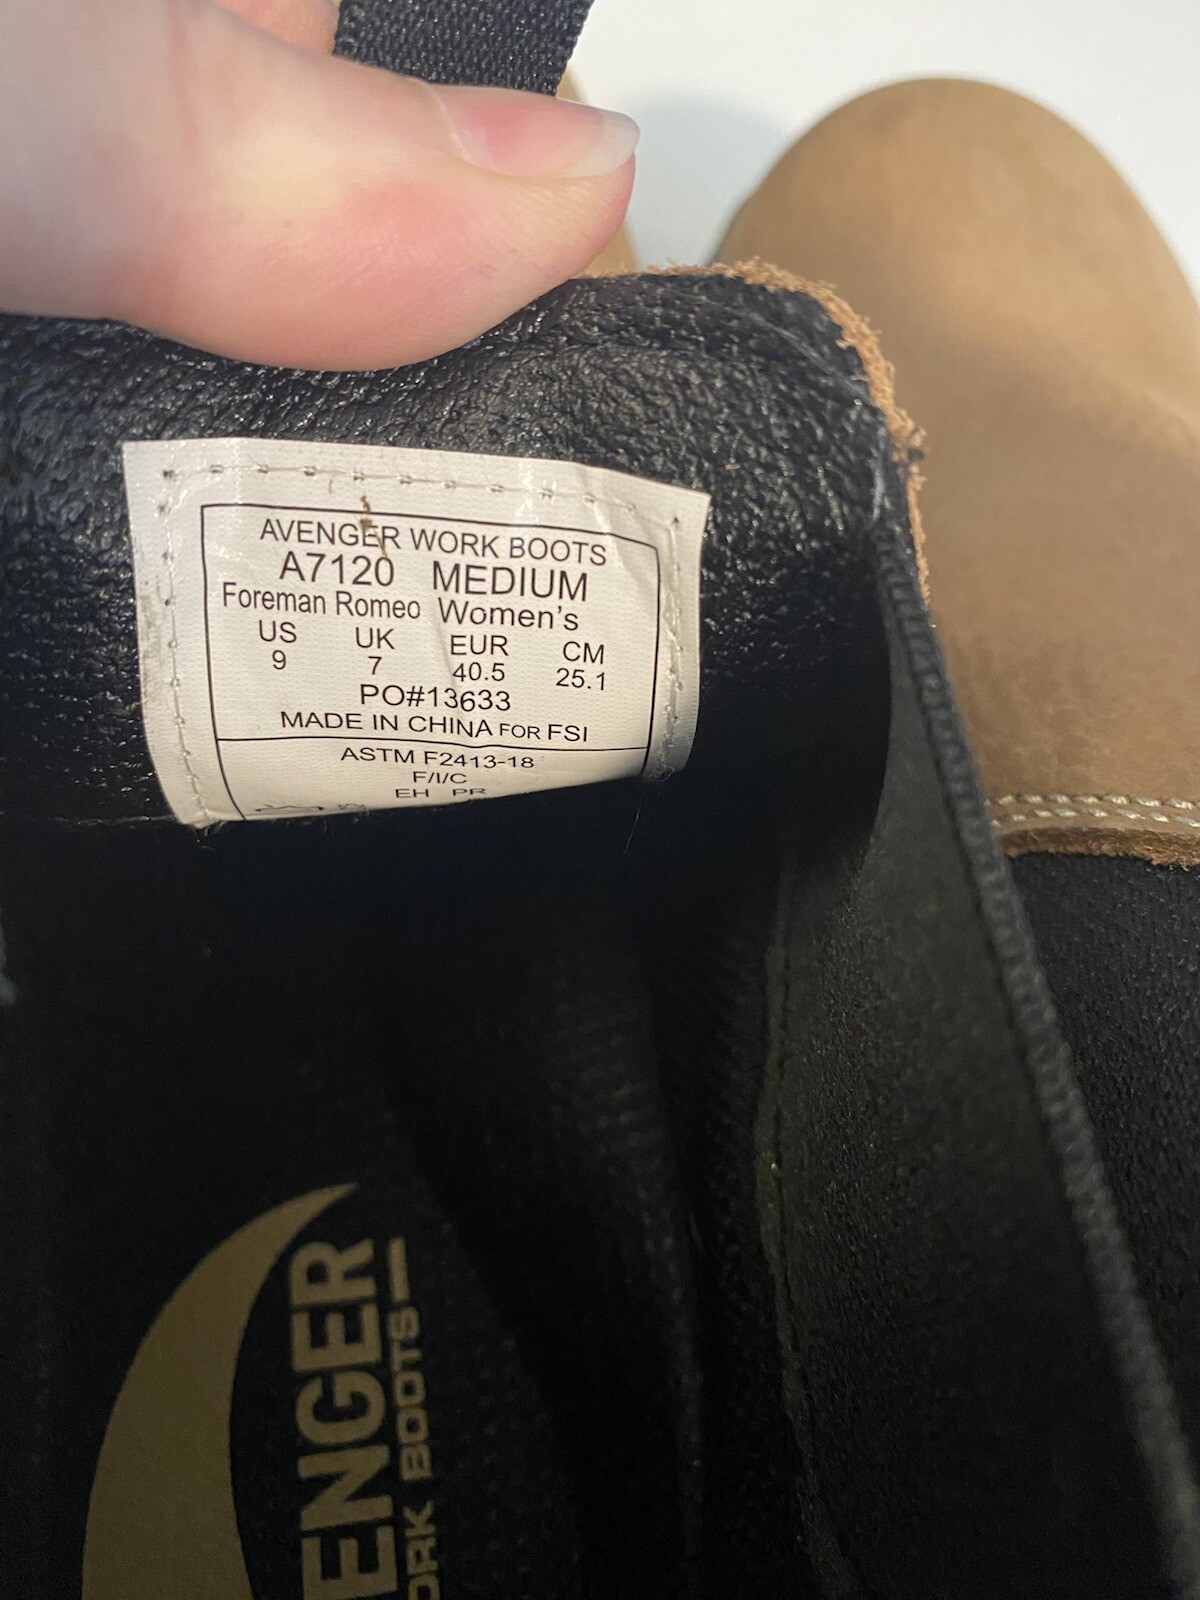 AVENGER WORK BOOTS
A7120 MEDIUM
Foreman Romeo Women's
US UK EUR CM
9 7 40.5 25.1
PO#13633
MADE IN CHINA FOR FSI
ASTM F2413-18
F/I/C
EH PR
ENGER
ORK BOOTS